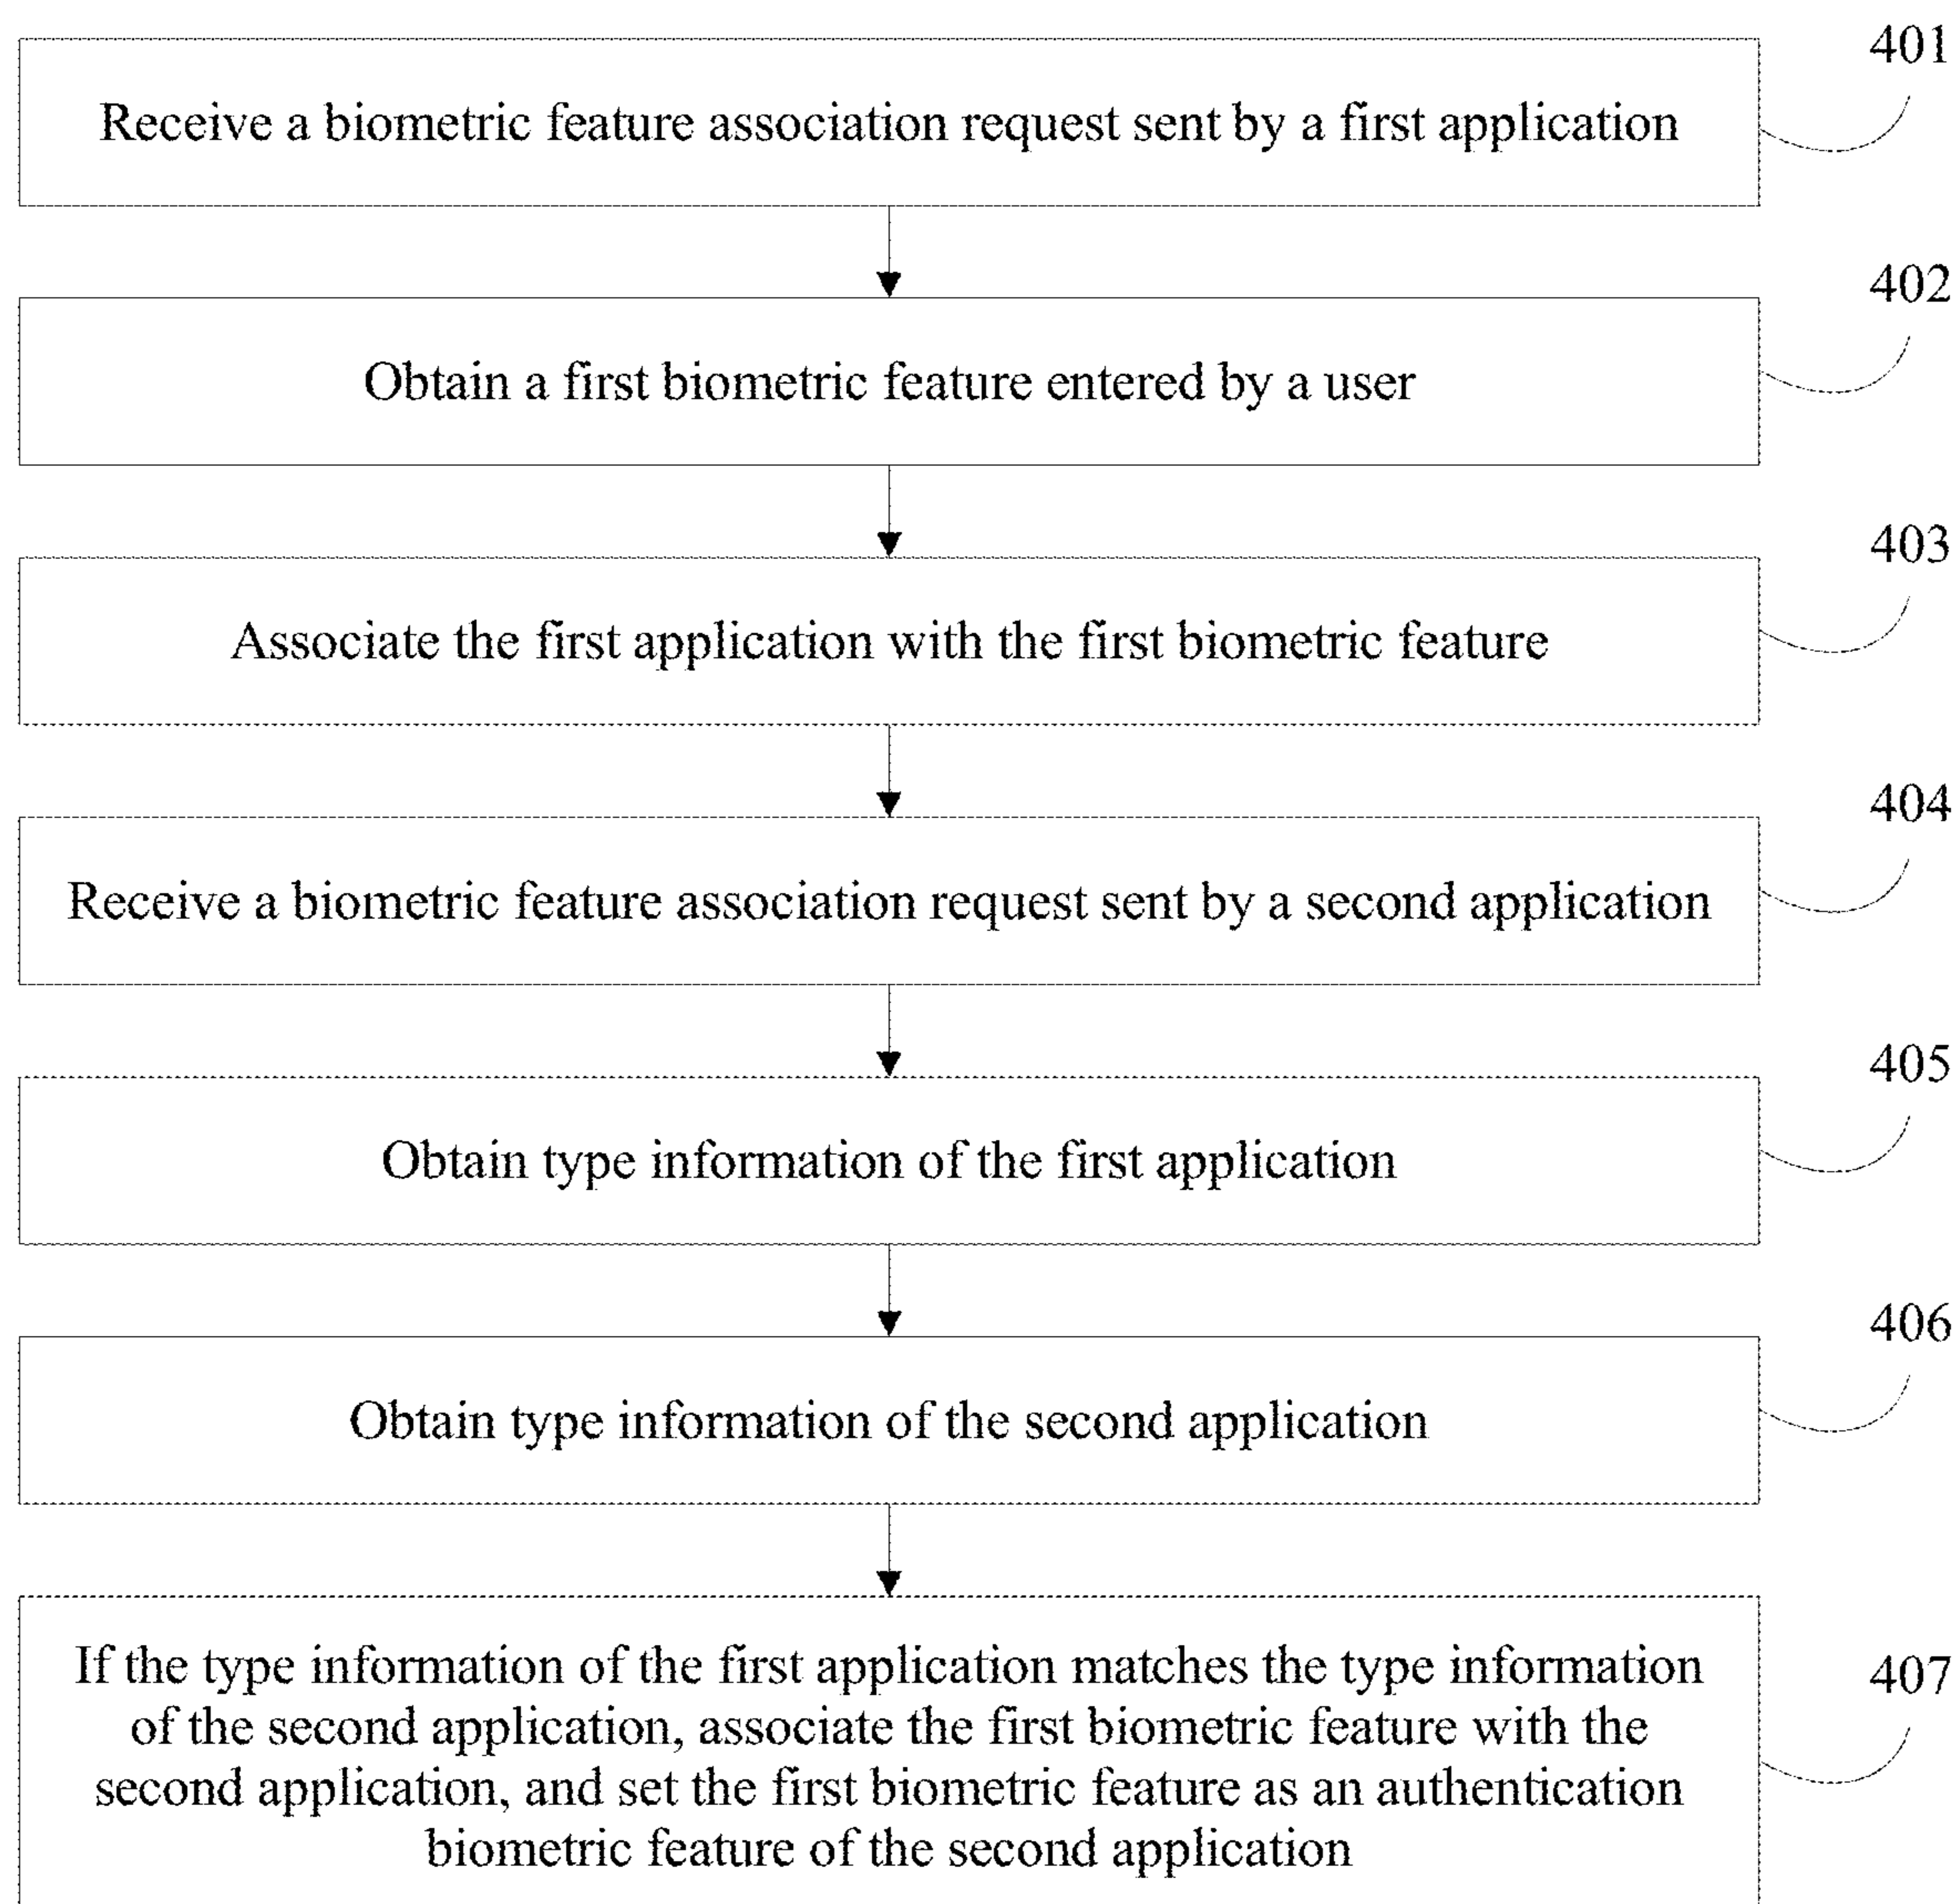 401
Receive a biometric feature association request sent by a first application
402
Obtain a first biometric feature entered by a user
403
Associate the first application with the first biometric feature
404
Receive a biometric feature association request sent by a second application
405
Obtain type information of the first application
406
Obtain type information of the second application
407
If the type information of the first application matches the type information
of the second application, associate the first biometric feature with the
second application, and set the first biometric feature as an authentication
biometric feature of the second application